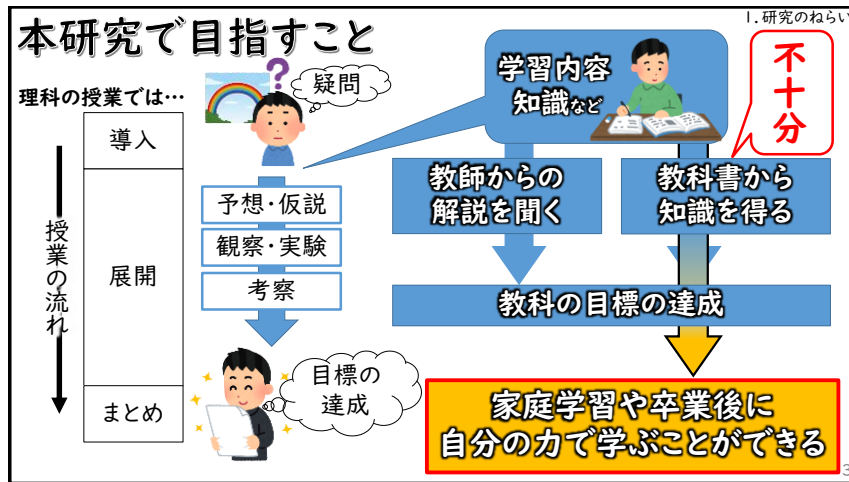 1.研究のねらい
本研究で目指すこと
理科の授業では…
授業の流れ
導入
展開
まとめ
?
疑問
予想・仮説
観察・実験
考察
目標の
達成
学習内容
知識など
不十分
教師からの
解説を聞く
教科書から
知識を得る
教科の目標の達成
家庭学習や卒業後に
自分の力で学ぶことができる
3